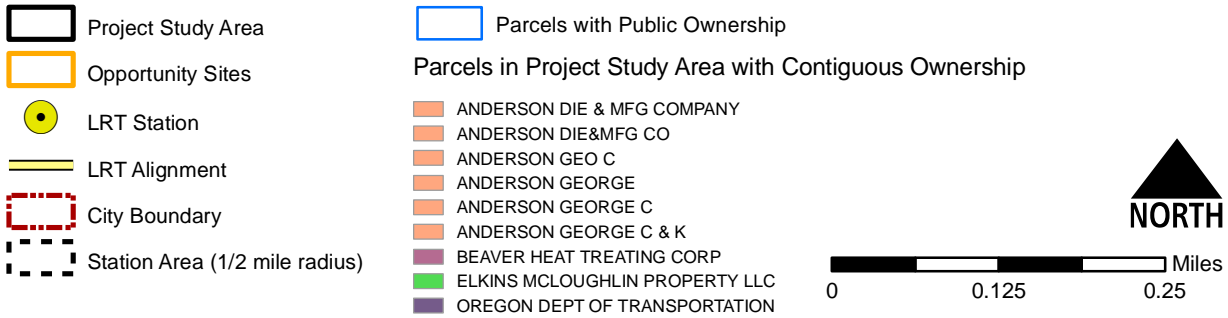 Project Study Area
Opportunity Sites
LRT Station
LRT Alignment
City Boundary
Station Area (1/2 mile radius)
Parcels with Public Ownership
Parcels in Project Study Area with Contiguous Ownership
ANDERSON DIE & MFG COMPANY
ANDERSON DIE&MFG CO
ANDERSON GEO C
ANDERSON GEORGE
ANDERSON GEORGE C
ANDERSON GEORGE C & K
BEAVER HEAT TREATING CORP
ELKINS MCLOUGHLIN PROPERTY LLC
OREGON DEPT OF TRANSPORTATION
NORTH
Miles
0 0.125 0.25